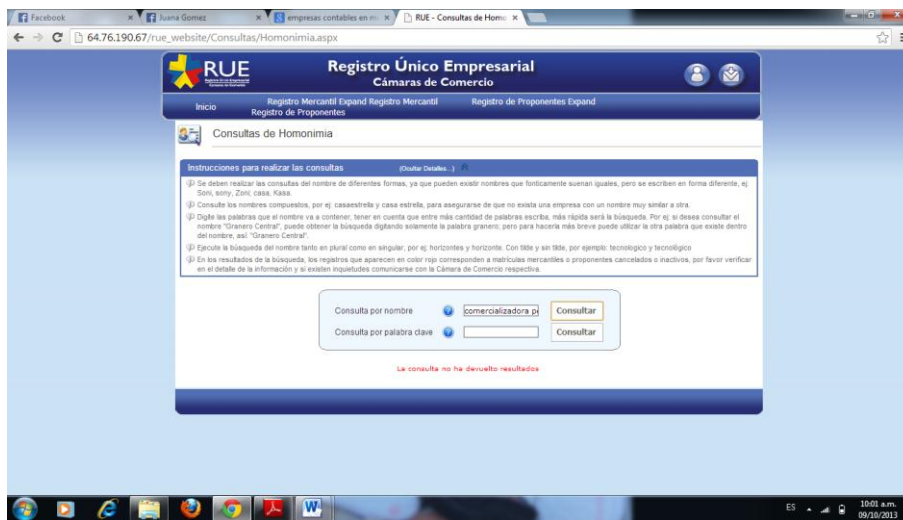 Facebook
Juana Gomez
empresas contables en m
RUE - Consultas de Homo
64.76.190.67/rue_website/Consultas/Homonimia.aspx
RUE
Registro Único Empresarial
Cámaras de Comercio
Inicio
Registro Mercantil Expand Registro Mercantil
Registro de Proponentes Expand
Registro de Proponentes
Consultas de Homonimia
Instrucciones para realizar las consultas
(Ocultar Detalles...)
Se deben realizar las consultas del nombre de diferentes formas, ya que pueden existir nombres que foneticamente suenan iguales, pero se escriben en forma diferente, ej:
Soni, sony, Zoni; casa, Kasa.
Consulte los nombres compuestos, por ej: casaestrella y casa estrella, para asegurarse de que no exista una empresa con un nombre muy similar a otra.
Digite las palabras que el nombre va a contener, tener en cuenta que entre más cantidad de palabras escriba, más rápida será la búsqueda. Por ej: si desea consultar el
nombre "Granero Central", puede obtener la búsqueda digitando solamente la palabra granero; pero para hacerla más breve puede utilizar la otra palabra que existe dentro
del nombre, así: "Granero Central".
Ejecute la búsqueda del nombre tanto en plural como en singular, por ej: horizontes y horizonte. Con tilde y sin tilde, por ejemplo: tecnologico y tecnológico
En los resultados de la búsqueda, los registros que aparecen en color rojo corresponden a matrículas mercantiles o proponentes cancelados o inactivos, por favor verificar
en el detalle de la información y si existen inquietudes comunicarse con la Cámara de Comercio respectiva.
Consulta por nombre
comercializadora p
Consultar
Consulta por palabra clave
Consultar
La consulta no ha devuelto resultados
ES
10:01 a.m.
09/10/2013